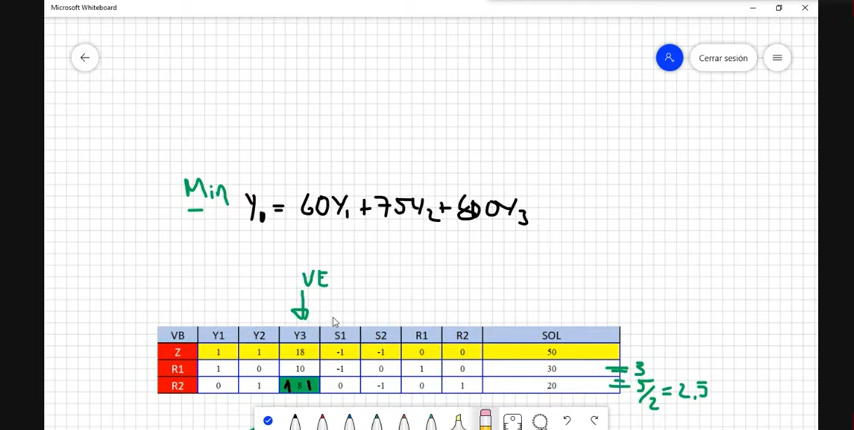 Microsoft Whiteboard
Cerrar sesión
Min Y₀ = 60Y₁ + 75Y₂ + 600Y₃
VE
VB Y1 Y2 Y3 S1 S2 R1 R2 SOL
Z 1 1 18 -1 -1 0 0 50
R1 1 0 10 -1 0 1 0 30 = 3
R2 0 1 8 0 -1 0 1 20 = 5/2 = 2.5